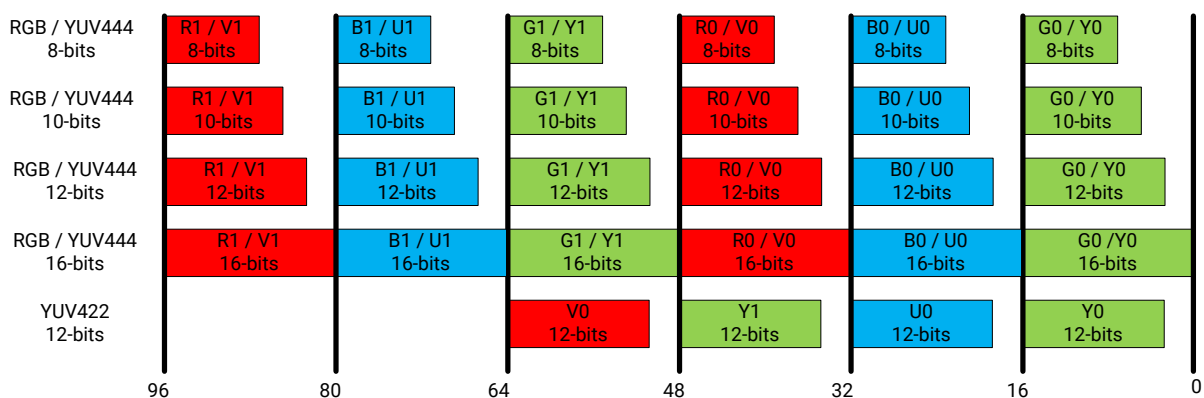 RGB / YUV444
8-bits
R1 / V1
8-bits
B1 / U1
8-bits
G1 / Y1
8-bits
R0 / V0
8-bits
B0 / U0
8-bits
G0 / Y0
8-bits
RGB / YUV444
10-bits
R1 / V1
10-bits
B1 / U1
10-bits
G1 / Y1
10-bits
R0 / V0
10-bits
B0 / U0
10-bits
G0 / Y0
10-bits
RGB / YUV444
12-bits
R1 / V1
12-bits
B1 / U1
12-bits
G1 / Y1
12-bits
R0 / V0
12-bits
B0 / U0
12-bits
G0 /Y0
12-bits
RGB / YUV444
16-bits
R1 / V1
16-bits
B1 / U1
16-bits
G1 / Y1
16-bits
R0 / V0
16-bits
B0 / U0
16-bits
G0 /Y0
16-bits
YUV422
12-bits
V0
12-bits
Y1
12-bits
U0
12-bits
Y0
12-bits
96
80
64
48
32
16
0